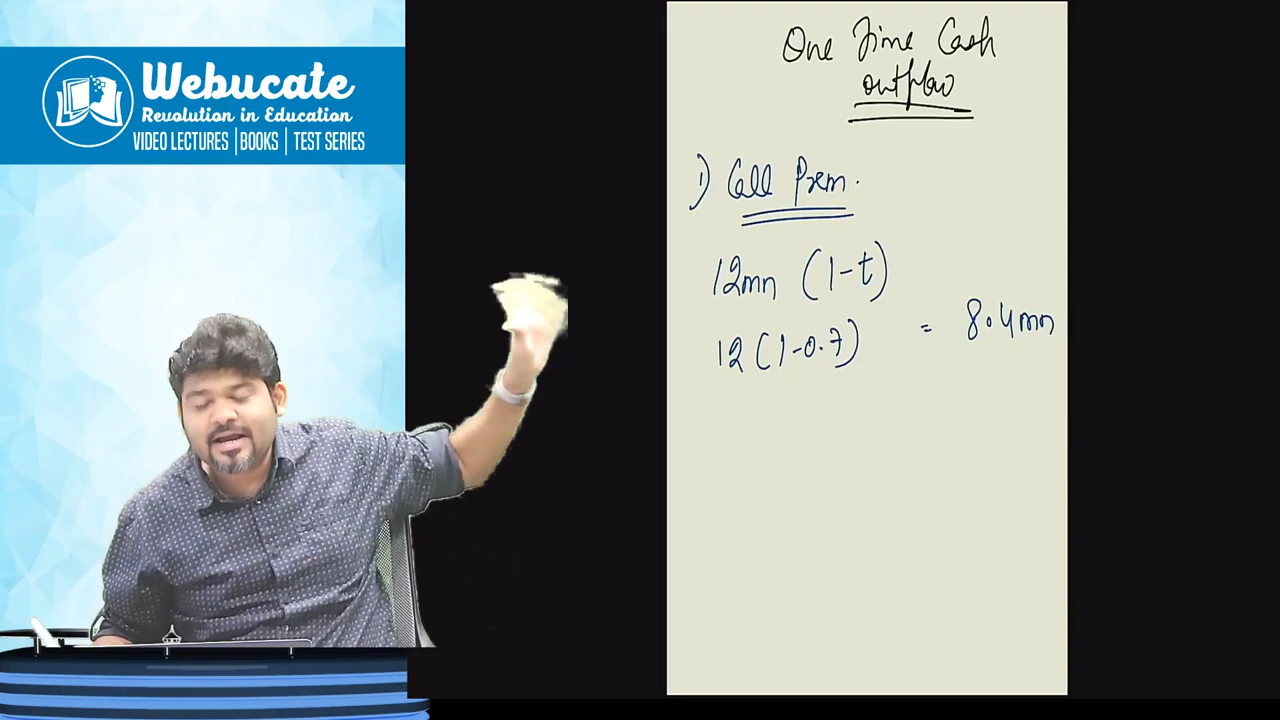 Webucate
Revolution in Education
VIDEO LECTURES | BOOKS | TEST SERIES
One Time Cash
outflow
1) Call Prem.
12mn (1-t)
12 (1-0.7) = 8.4mn